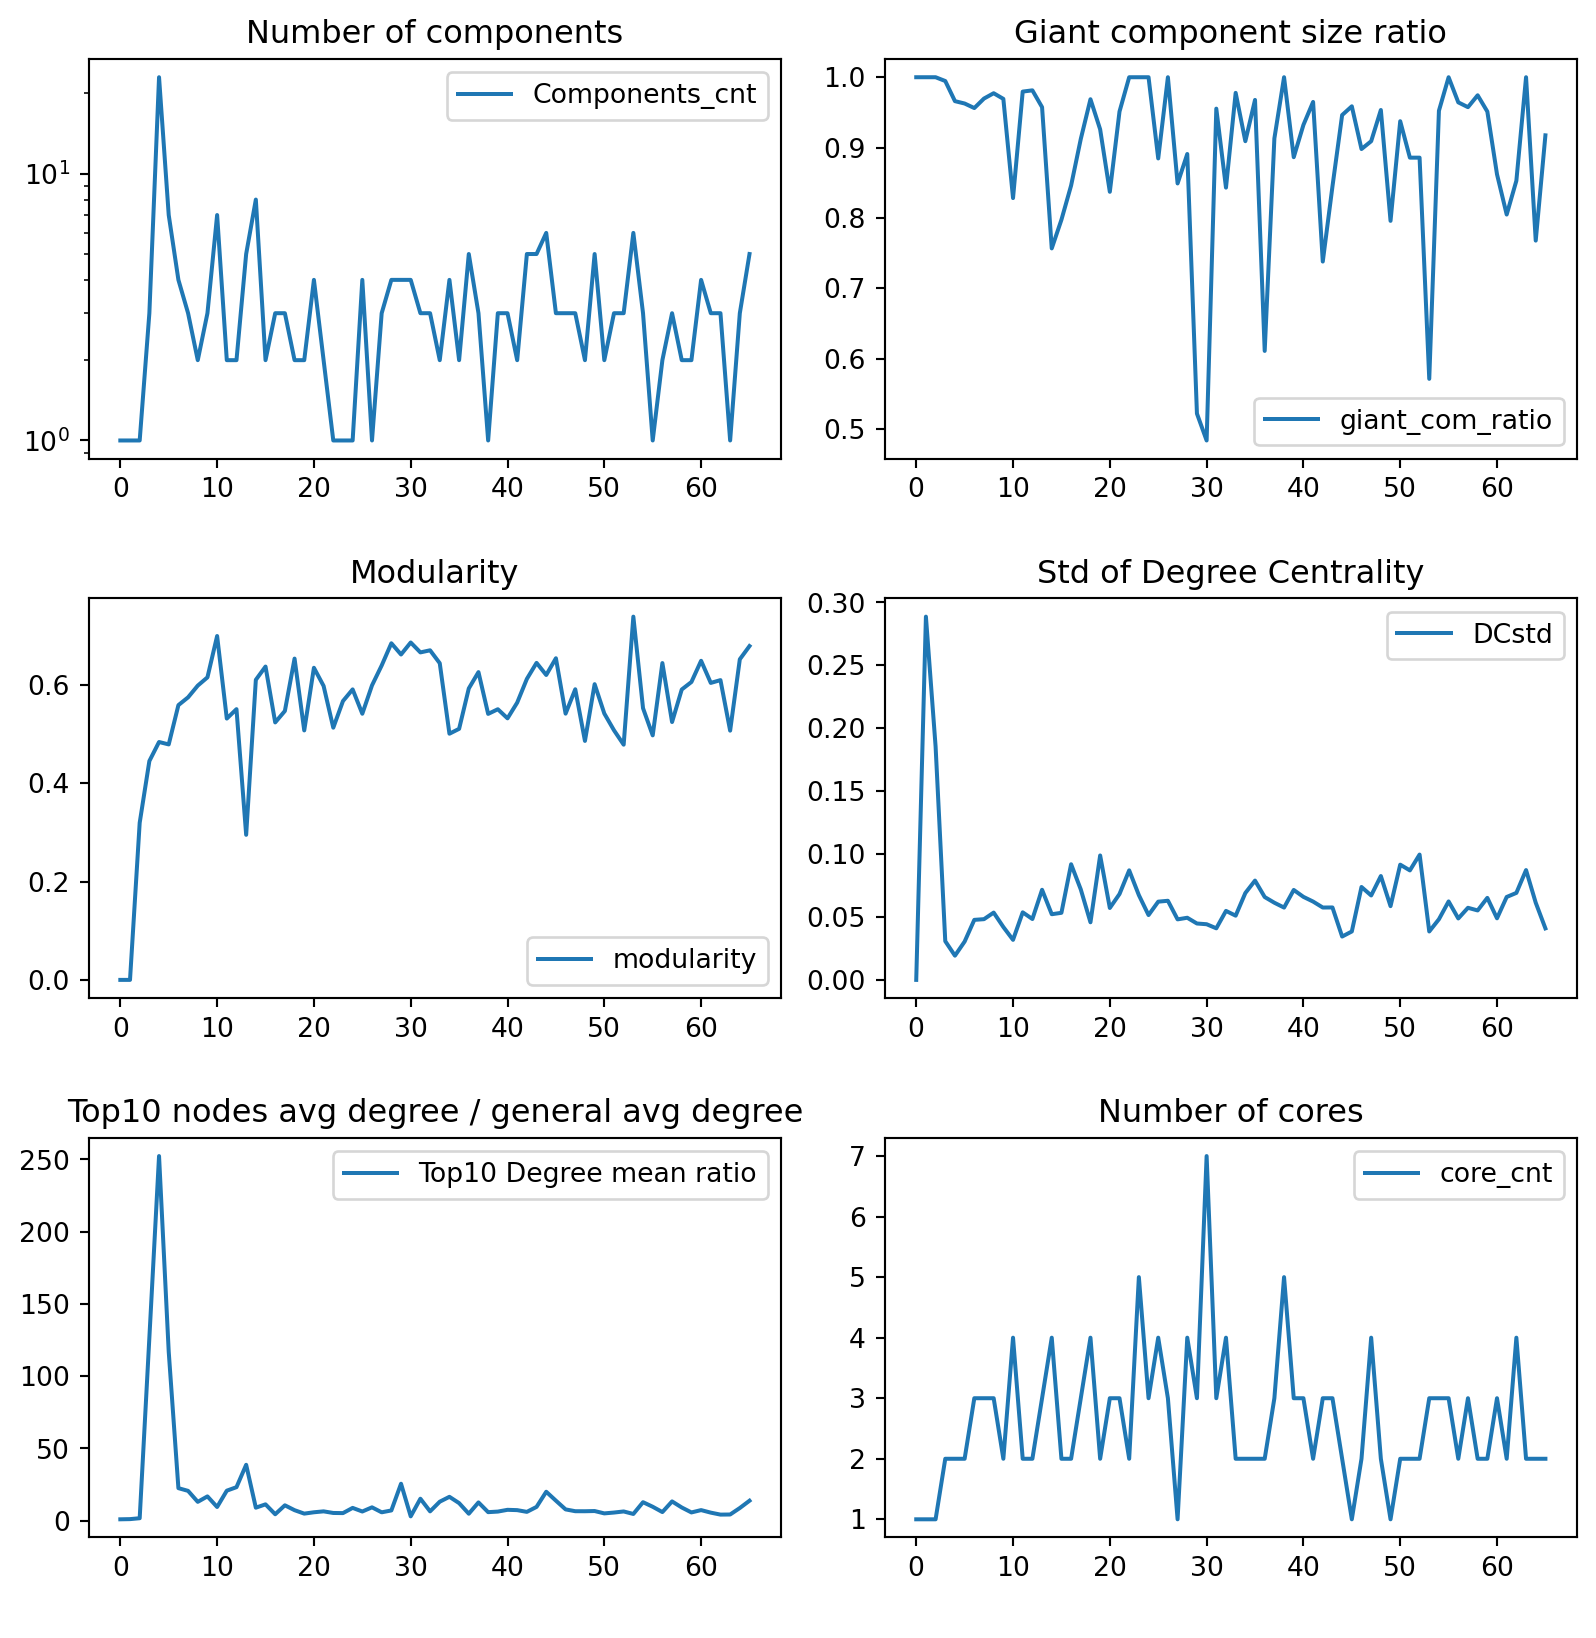 Number of components
Components_cnt
10¹
10⁰
0 10 20 30 40 50 60
Giant component size ratio
1.0
0.9
0.8
0.7
0.6
0.5
giant_com_ratio
0 10 20 30 40 50 60
Modularity
0.6
0.4
0.2
0.0
modularity
0 10 20 30 40 50 60
Std of Degree Centrality
0.30
DCstd
0.25
0.20
0.15
0.10
0.05
0.00
0 10 20 30 40 50 60
Top10 nodes avg degree / general avg degree
250
Top10 Degree mean ratio
200
150
100
50
0
0 10 20 30 40 50 60
Number of cores
7
core_cnt
6
5
4
3
2
1
0 10 20 30 40 50 60